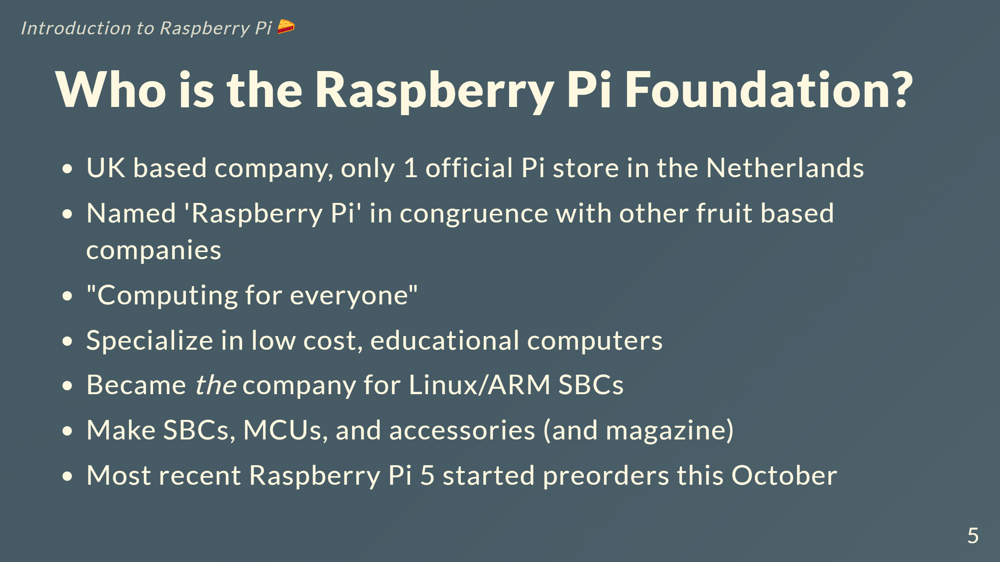 Introduction to Raspberry Pi 🥧
Who is the Raspberry Pi Foundation?
• UK based company, only 1 official Pi store in the Netherlands
• Named 'Raspberry Pi' in congruence with other fruit based
companies
• "Computing for everyone"
• Specialize in low cost, educational computers
• Became the company for Linux/ARM SBCs
• Make SBCs, MCUs, and accessories (and magazine)
• Most recent Raspberry Pi 5 started preorders this October
5